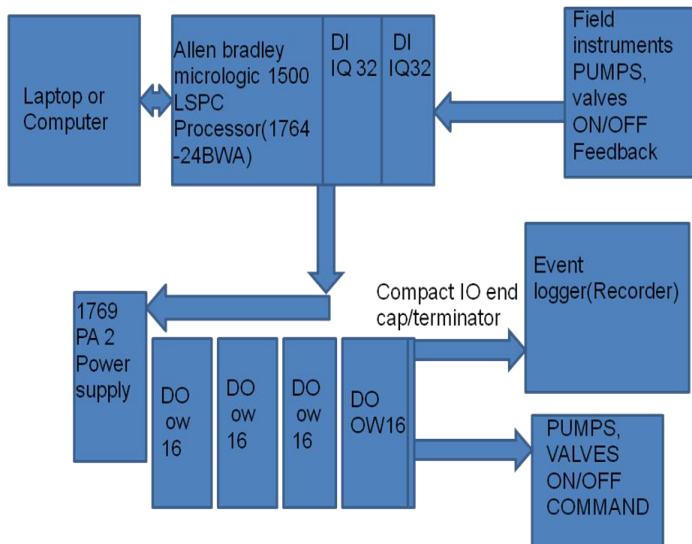 Laptop or
Computer
Allen bradley
micrologic 1500
LSPC
Processor(1764
-24BWA)
DI
IQ 32
DI
IQ32
Field
instruments
PUMPS,
valves
ON/OFF
Feedback
1769
PA 2
Power
supply
DO
ow
16
DO
ow
16
DO
ow
16
DO
OW16
Compact IO end
cap/terminator
Event
logger(Recorder)
PUMPS,
VALVES
ON/OFF
COMMAND